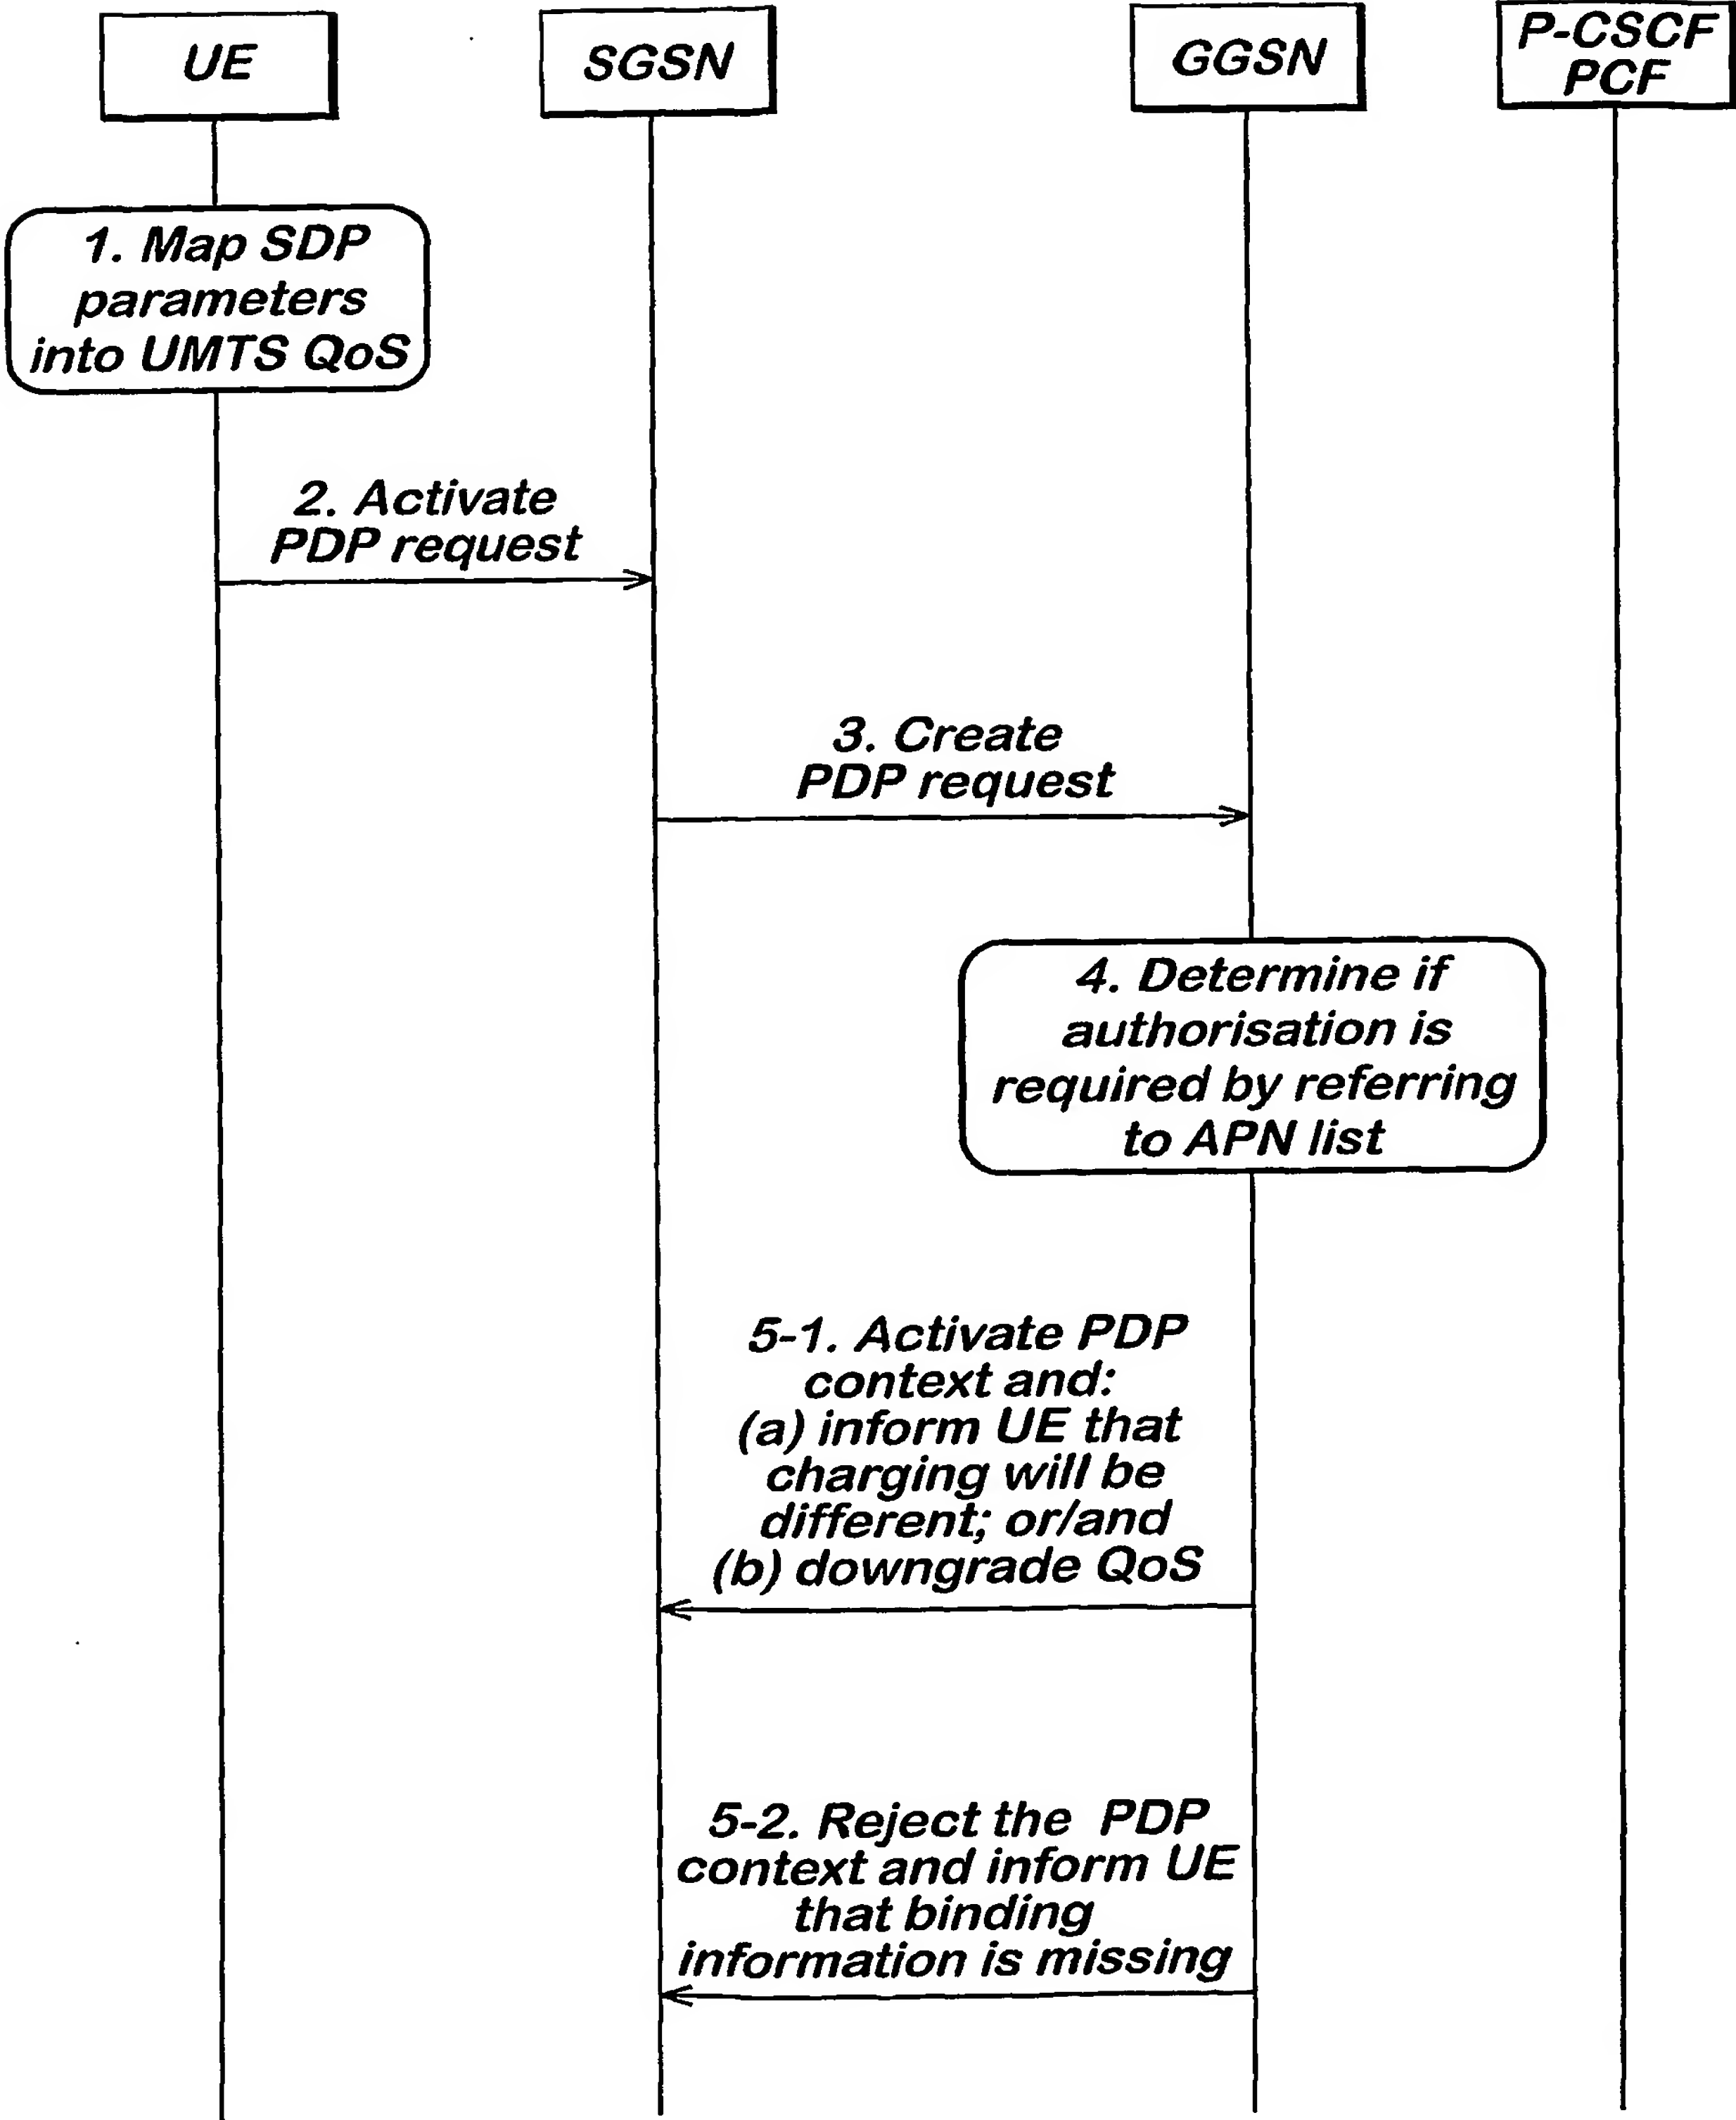 UE
SGSN
GGSN
P-CSCF
PCF
1. Map SDP
parameters
into UMTS QoS
2. Activate
PDP request
3. Create
PDP request
4. Determine if
authorisation is
required by referring
to APN list
5-1. Activate PDP
context and:
(a) inform UE that
charging will be
different; or/and
(b) downgrade QoS
5-2. Reject the PDP
context and inform UE
that binding
information is missing